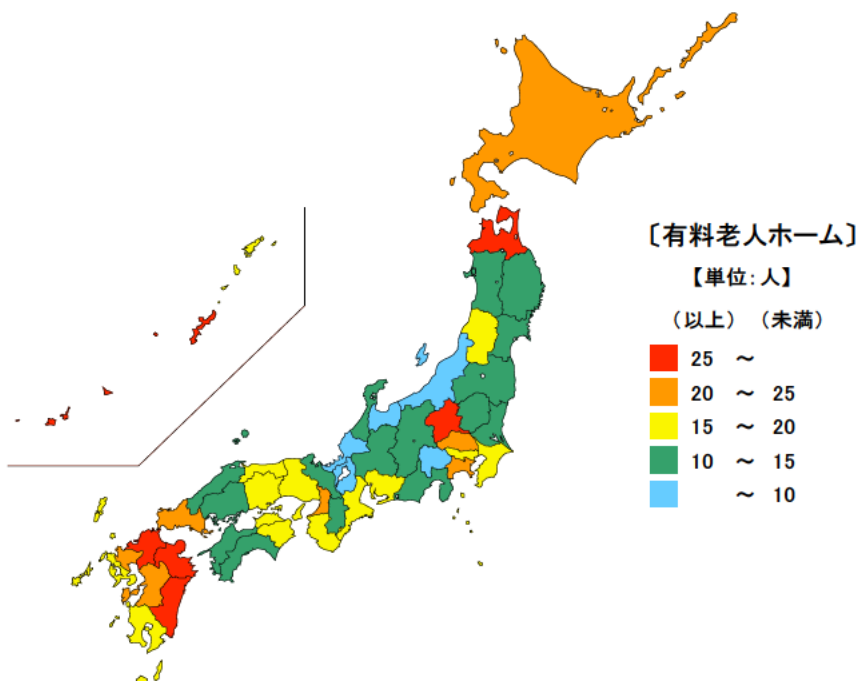 〔有料老人ホーム〕
【単位：人】
（以上） （未満）
25 ～
20 ～ 25
15 ～ 20
10 ～ 15
～ 10